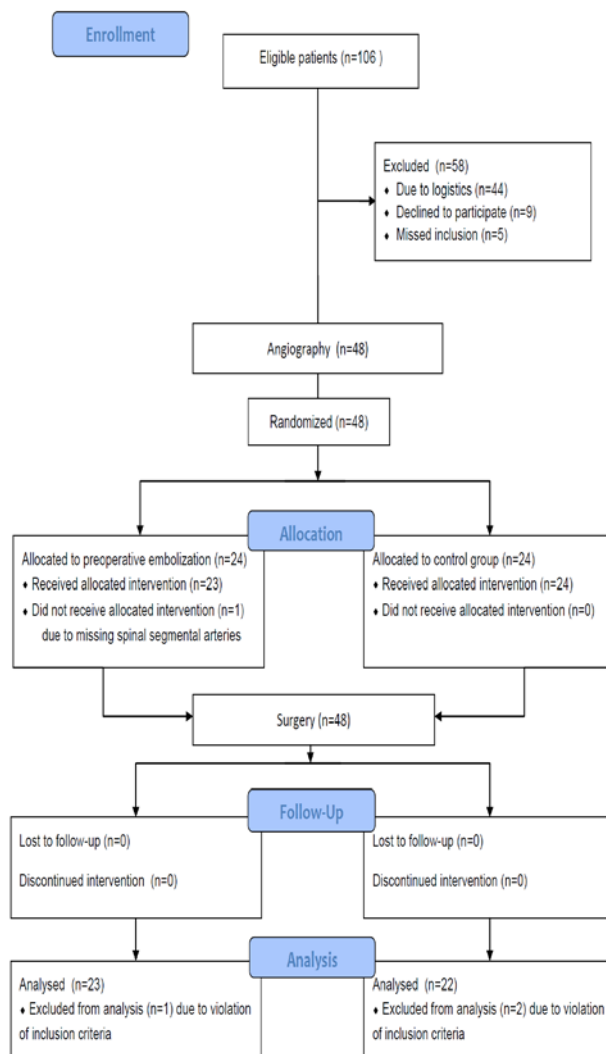 Enrollment
Eligible patients (n=106 )
Excluded (n=58)
♦ Due to logistics (n=44)
♦ Declined to participate (n=9)
♦ Missed inclusion (n=5)
Angiography (n=48)
Randomized (n=48)
Allocation
Allocated to preoperative embolization (n=24)
♦ Received allocated intervention (n=23)
♦ Did not receive allocated intervention (n=1)
due to missing spinal segmental arteries
Allocated to control group (n=24)
♦ Received allocated intervention (n=24)
♦ Did not receive allocated intervention (n=0)
Surgery (n=48)
Follow-Up
Lost to follow-up (n=0)
Discontinued intervention (n=0)
Lost to follow-up (n=0)
Discontinued intervention (n=0)
Analysis
Analysed (n=23)
♦ Excluded from analysis (n=1) due to violation
of inclusion criteria
Analysed (n=22)
♦ Excluded from analysis (n=2) due to violation
of inclusion criteria